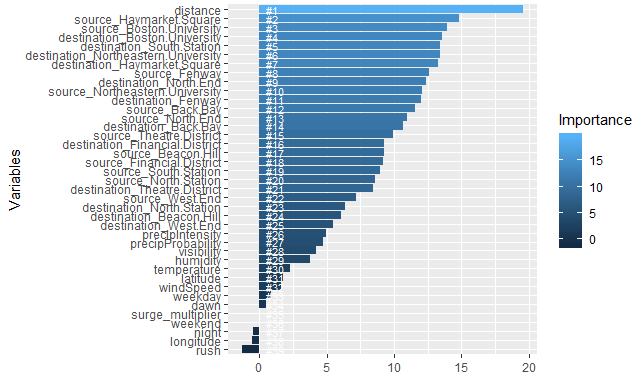 distance #1
source_Haymarket.Square #2
source_Boston.University #3
destination_Boston.University #4
destination_South.Station #5
destination_Northeastern.University #6
destination_Haymarket.Square #7
source_Fenway #8
destination_North.End #9
source_Northeastern.University #10
destination_Fenway #11
source_Back.Bay #12
source_North.End #13
destination_Back.Bay #14
source_Theatre.District #15
destination_Financial.District #16
source_Beacon.Hill #17
source_Financial.District #18
source_South.Station #19
source_North.Station #20
destination_Theatre.District #21
source_West.End #22
destination_North.Station #23
destination_Beacon.Hill #24
destination_West.End #25
precipIntensity #26
precipProbability #27
visibility #28
humidity #29
temperature #30
latitude #31
windSpeed
weekday
dawn
surge_multiplier
weekend
night
longitude
rush
0 5 10 15 20
Variables
Importance
15
10
5
0